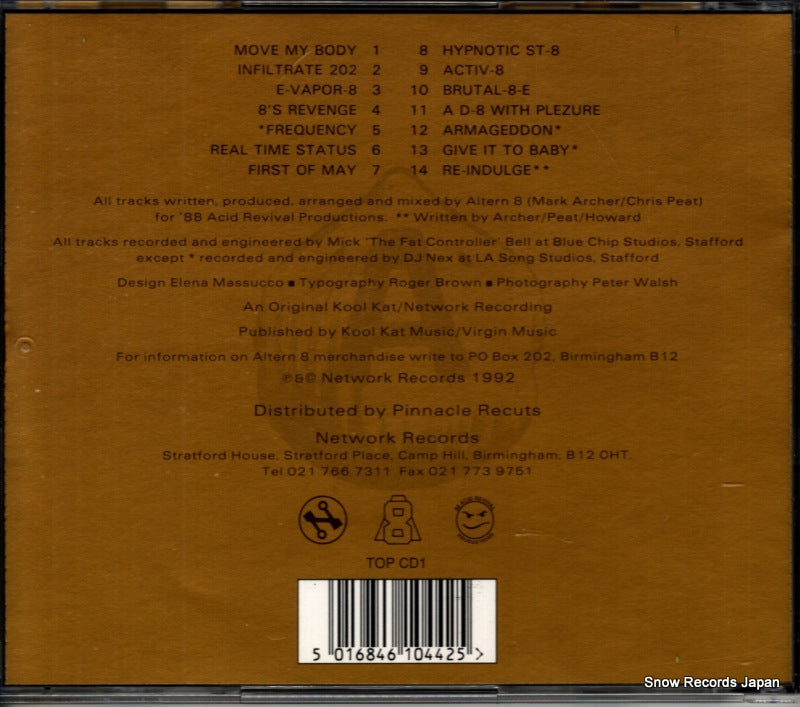 MOVE MY BODY 1
INFILTRATE 202 2
E-VAPOR-8 3
8'S REVENGE 4
*FREQUENCY 5
REAL TIME STATUS 6
FIRST OF MAY 7
8 HYPNOTIC ST-8
9 ACTIV-8
10 BRUTAL-8-E
11 A D-8 WITH PLEZURE
12 ARMAGEDDON*
13 GIVE IT TO BABY*
14 RE-INDULGE**
All tracks written, produced, arranged and mixed by Altern 8 (Mark Archer/Chris Peat)
for '88 Acid Revival Productions. ** Written by Archer/Peat/Howard
All tracks recorded and engineered by Mick 'The Fat Controller' Bell at Blue Chip Studios, Stafford
except * recorded and engineered by DJ Nex at LA Song Studios, Stafford
Design Elena Massucco ■ Typography Roger Brown ■ Photography Peter Walsh
An Original Kool Kat/Network Recording
Published by Kool Kat Music/Virgin Music
For information on Altern 8 merchandise write to PO Box 202, Birmingham B12
℗&© Network Records 1992
Distributed by Pinnacle Recuts
Network Records
Stratford House, Stratford Place, Camp Hill, Birmingham, B12 0HT.
Tel 021 766 7311 Fax 021 773 9751
8
TOP CD1
5 016846 104425 >
Snow Records Japan